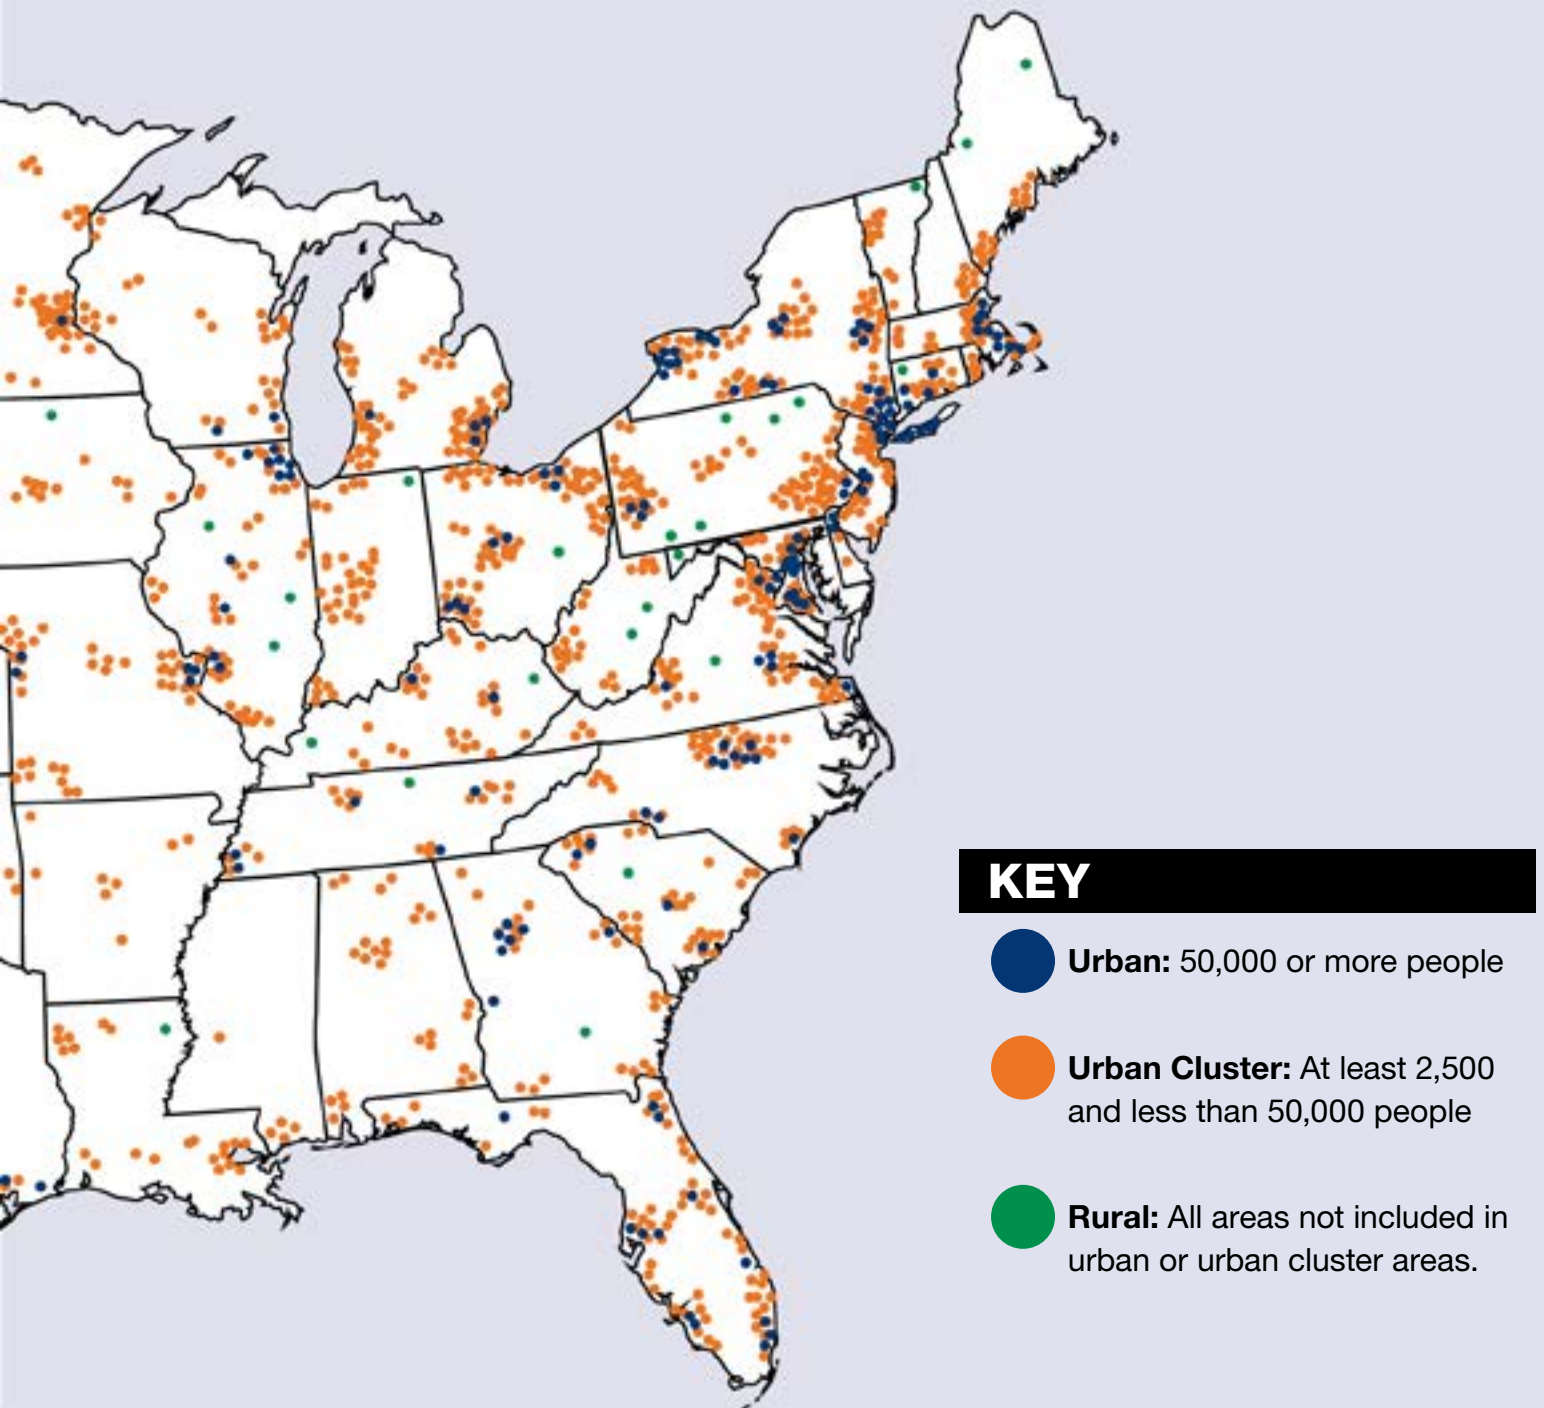 KEY
Urban: 50,000 or more people
Urban Cluster: At least 2,500
and less than 50,000 people
Rural: All areas not included in
urban or urban cluster areas.